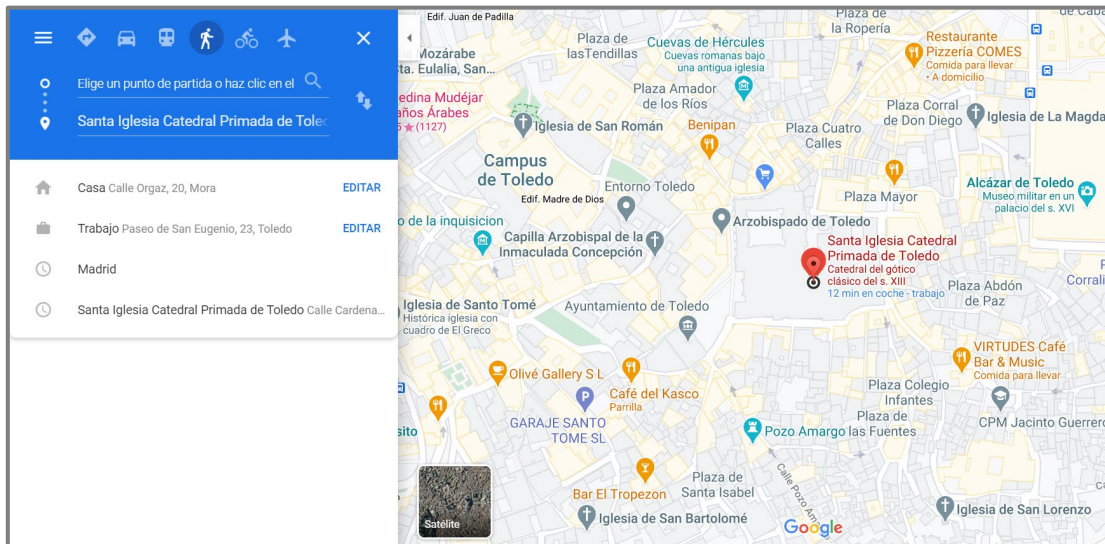 Elige un punto de partida o haz clic en el
Santa Iglesia Catedral Primada de Toled
Casa Calle Orgaz, 20, Mora
EDITAR
Trabajo Paseo de San Eugenio, 23, Toledo
EDITAR
Madrid
Santa Iglesia Catedral Primada de Toledo Calle Cardena...
Edif. Juan de Padilla
Mozárabe
ta. Eulalia, San...
edina Mudéjar
años Árabes
(1127)
Plaza de
lasTendillas
Cuevas de Hércules
Cuevas romanas bajo
una antigua iglesia
Plaza de
la Ropería
Restaurante
Pizzería COMES
Comida para llevar
• A domicilio
Plaza Amador
de los Ríos
Iglesia de San Román
Benipan
Plaza Cuatro
Calles
Plaza Corral
de Don Diego
Iglesia de La Magda
Campus
de Toledo
Edif. Madre de Dios
Entorno Toledo
Plaza Mayor
Alcázar de Toledo
Museo militar en un
palacio del s. XVI
o de la inquisicion
Capilla Arzobispal de la
Inmaculada Concepción
Arzobispado de Toledo
Santa Iglesia Catedral
Primada de Toledo
Catedral del gótico
clásico del s. XIII
12 min en coche - trabajo
Corrali
Plaza Abdón
de Paz
Iglesia de Santo Tomé
Histórica iglesia con
cuadro de El Greco
Ayuntamiento de Toledo
VIRTUDES Café
Bar & Music
Comida para llevar
Olivé Gallery S L
Café del Kasco
Parrilla
GARAJE SANTO
TOME SL
Plaza Colegio
Infantes
Plaza de
las Fuentes
CPM Jacinto Guerrero
sito
Pozo Amargo
Calle Pozo Am
Plaza de
Santa Isabel
Bar El Tropezon
Iglesia de San Bartolomé
Iglesia de San Lorenzo
Satélite
Google